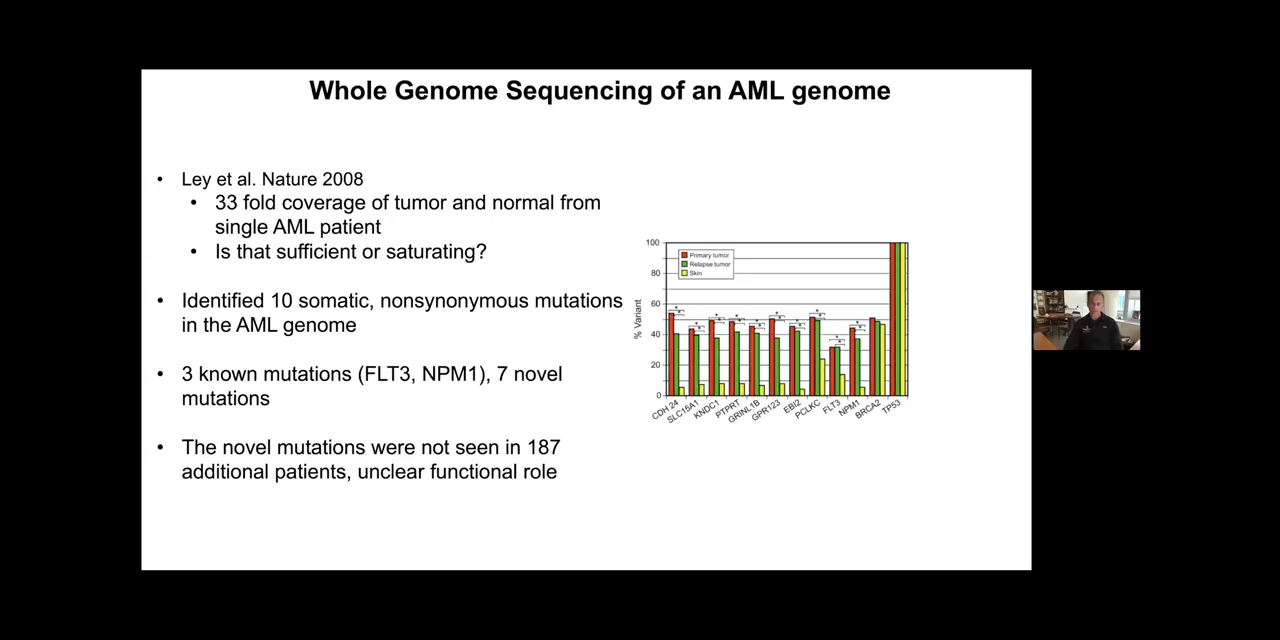 Whole Genome Sequencing of an AML genome
• Ley et al. Nature 2008
• 33 fold coverage of tumor and normal from
single AML patient
• Is that sufficient or saturating?
• Identified 10 somatic, nonsynonymous mutations
in the AML genome
• 3 known mutations (FLT3, NPM1), 7 novel
mutations
• The novel mutations were not seen in 187
additional patients, unclear functional role
% Variant
100
80
60
40
20
0
Primary tumor
Relapse tumor
Skin
CDH 24
SLC15A1
KNDC1
PTPRT
GRINL1B
GPR123
EBI2
PCLKC
FLT3
NPM1
BRCA2
TP53